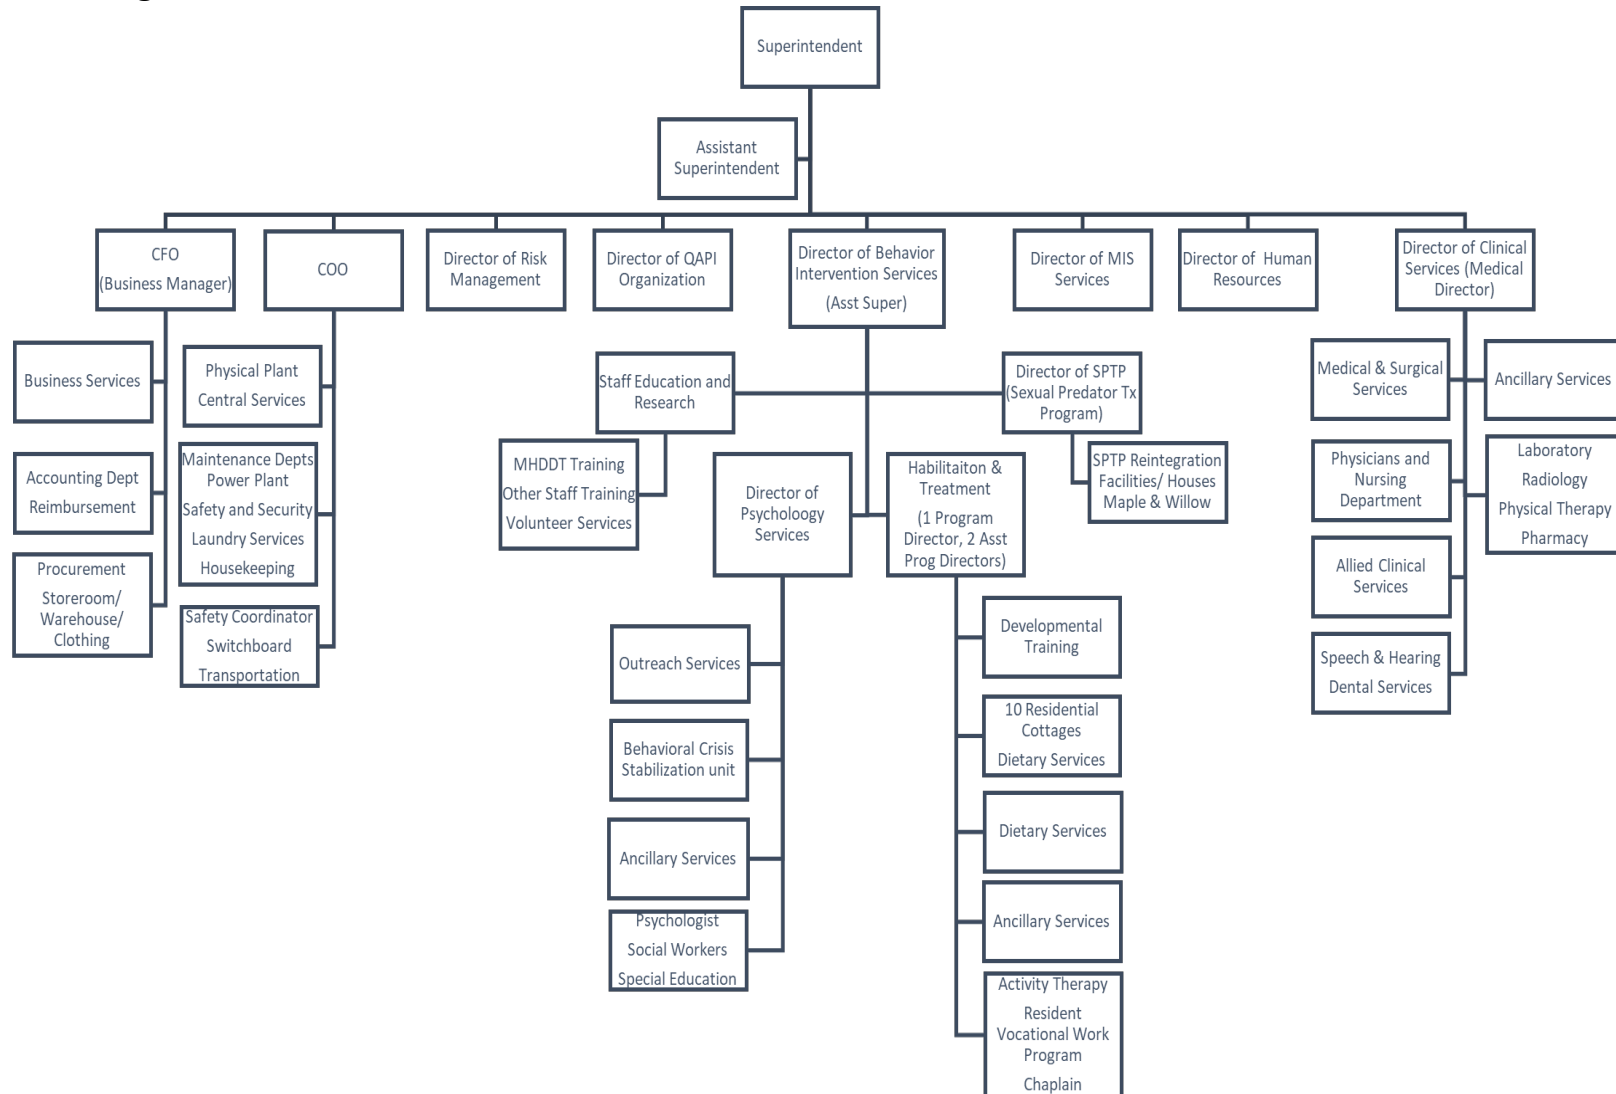 Superintendent
Assistant
Superintendent
CFO
(Business Manager)
COO
Director of Risk
Management
Director of QAPI
Organization
Director of Behavior
Intervention Services
(Asst Super)
Director of MIS
Services
Director of Human
Resources
Director of Clinical
Services (Medical
Director)
Business Services
Accounting Dept
Reimbursement
Procurement
Storeroom/
Warehouse/
Clothing
Physical Plant
Central Services
Maintenance Depts
Power Plant
Safety and Security
Laundry Services
Housekeeping
Safety Coordinator
Switchboard
Transportation
Staff Education and
Research
MHDDT Training
Other Staff Training
Volunteer Services
Director of SPTP
(Sexual Predator Tx
Program)
SPTP Reintegration
Facilities/ Houses
Maple & Willow
Director of
Psycholoogy
Services
Outreach Services
Behavioral Crisis
Stabilization unit
Ancillary Services
Psychologist
Social Workers
Special Education
Habilitaiton &
Treatment
(1 Program
Director, 2 Asst
Prog Directors)
Developmental
Training
10 Residential
Cottages
Dietary Services
Dietary Services
Ancillary Services
Activity Therapy
Resident
Vocational Work
Program
Chaplain
Medical & Surgical
Services
Physicians and
Nursing
Department
Allied Clinical
Services
Speech & Hearing
Dental Services
Ancillary Services
Laboratory
Radiology
Physical Therapy
Pharmacy